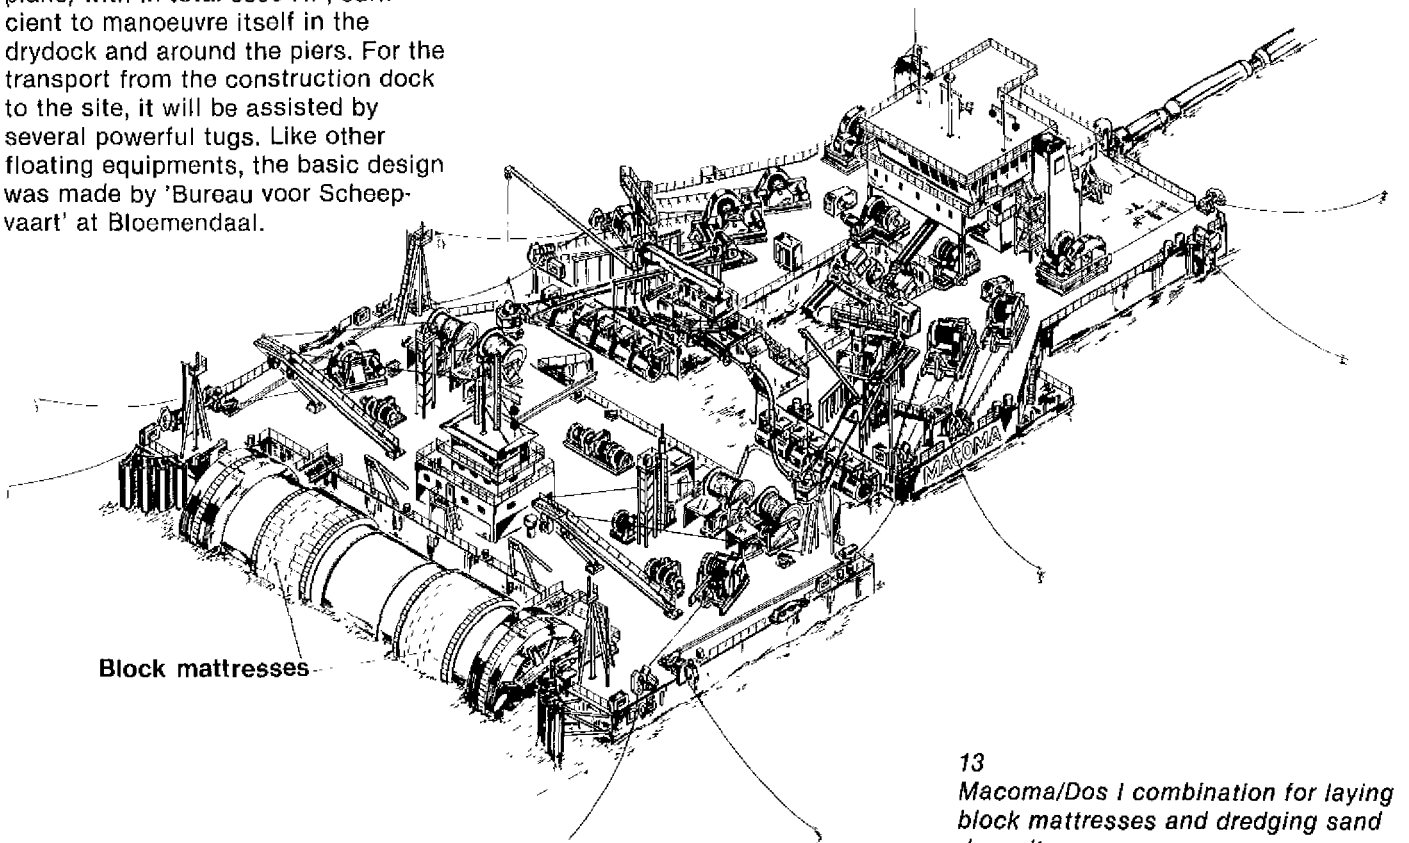 cient to manoeuvre itself in the
drydock and around the piers. For the
transport from the construction dock
to the site, it will be assisted by
several powerful tugs. Like other
floating equipments, the basic design
was made by 'Bureau voor Scheep-
vaart' at Bloemendaal.
MACOMA
Block mattresses
13
Macoma/Dos I combination for laying
block mattresses and dredging sand